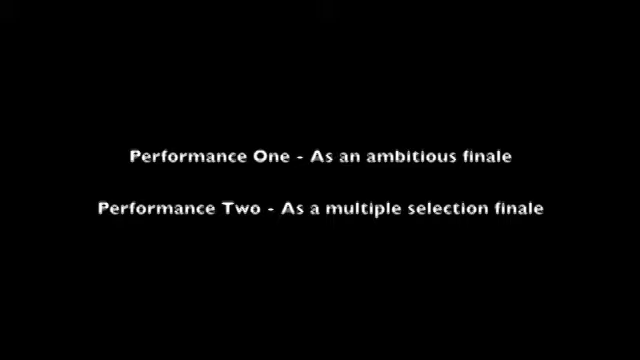 Performance One - As an ambitious finale
Performance Two - As a multiple selection finale